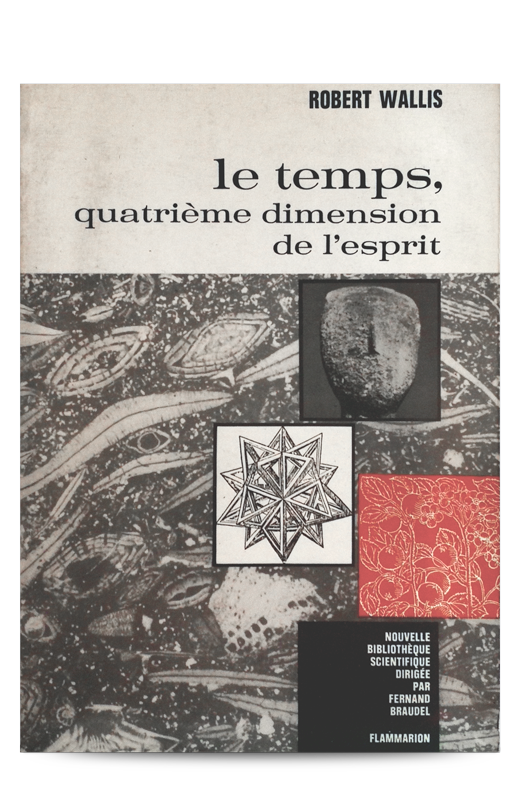 ROBERT WALLIS
le temps,
quatrième dimension
de l'esprit
NOUVELLE
BIBLIOTHÈQUE
SCIENTIFIQUE
DIRIGÉE
PAR
FERNAND
BRAUDEL
FLAMMARION